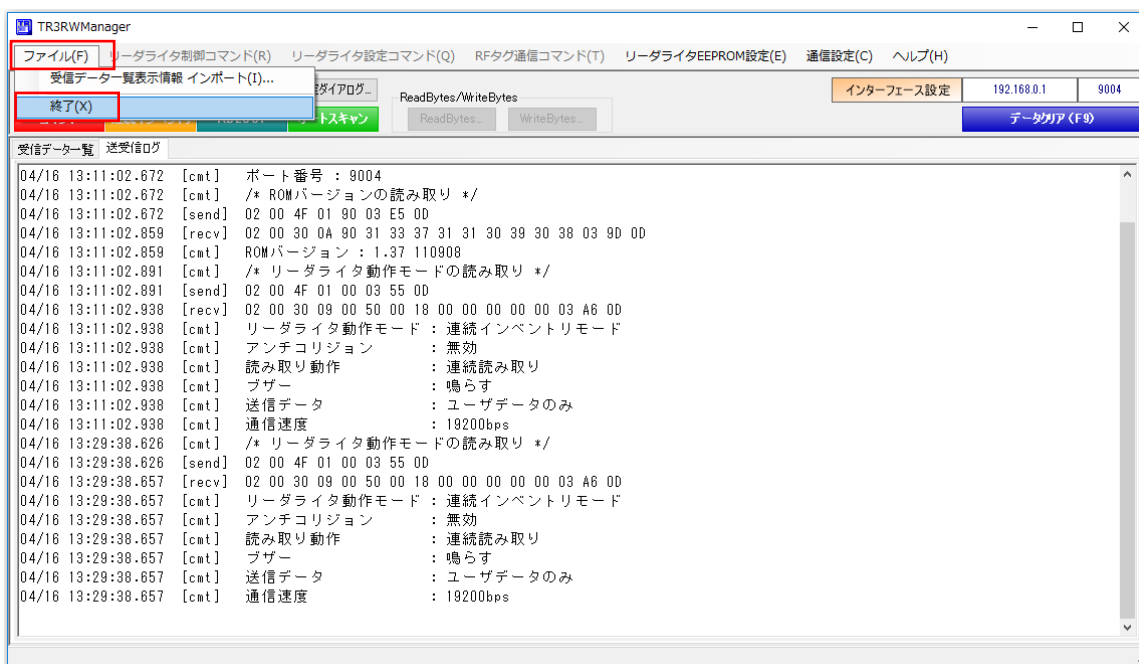 TR3RWManager
ファイル(F) リーダライタ制御コマンド(R) リーダライタ設定コマンド(Q) RFタグ通信コマンド(T) リーダライタEEPROM設定(E) 通信設定(C) ヘルプ(H)
受信データ一覧表示情報 インポート(I)...
終了(X)
ダイアログ...
ReadBytes/WriteBytes
ReadBytes... WriteBytes...
インターフェース設定 192.168.0.1 9004
トスキャン
データクリア(F9)
受信データ一覧 送受信ログ
04/16 13:11:02.672 [cmt] ポート番号 : 9004
04/16 13:11:02.672 [cmt] /* ROMバージョンの読み取り */
04/16 13:11:02.672 [send] 02 00 4F 01 90 03 E5 0D
04/16 13:11:02.859 [recv] 02 00 30 0A 90 31 33 37 31 31 30 39 30 38 03 9D 0D
04/16 13:11:02.859 [cmt] ROMバージョン : 1.37 110908
04/16 13:11:02.891 [cmt] /* リーダライタ動作モードの読み取り */
04/16 13:11:02.891 [send] 02 00 4F 01 00 03 55 0D
04/16 13:11:02.938 [recv] 02 00 30 09 00 50 00 18 00 00 00 00 00 03 A6 0D
04/16 13:11:02.938 [cmt] リーダライタ動作モード : 連続インベントリモード
04/16 13:11:02.938 [cmt] アンチコリジョン : 無効
04/16 13:11:02.938 [cmt] 読み取り動作 : 連続読み取り
04/16 13:11:02.938 [cmt] ブザー : 鳴らす
04/16 13:11:02.938 [cmt] 送信データ : ユーザデータのみ
04/16 13:11:02.938 [cmt] 通信速度 : 19200bps
04/16 13:29:38.626 [cmt] /* リーダライタ動作モードの読み取り */
04/16 13:29:38.626 [send] 02 00 4F 01 00 03 55 0D
04/16 13:29:38.657 [recv] 02 00 30 09 00 50 00 18 00 00 00 00 00 03 A6 0D
04/16 13:29:38.657 [cmt] リーダライタ動作モード : 連続インベントリモード
04/16 13:29:38.657 [cmt] アンチコリジョン : 無効
04/16 13:29:38.657 [cmt] 読み取り動作 : 連続読み取り
04/16 13:29:38.657 [cmt] ブザー : 鳴らす
04/16 13:29:38.657 [cmt] 送信データ : ユーザデータのみ
04/16 13:29:38.657 [cmt] 通信速度 : 19200bps